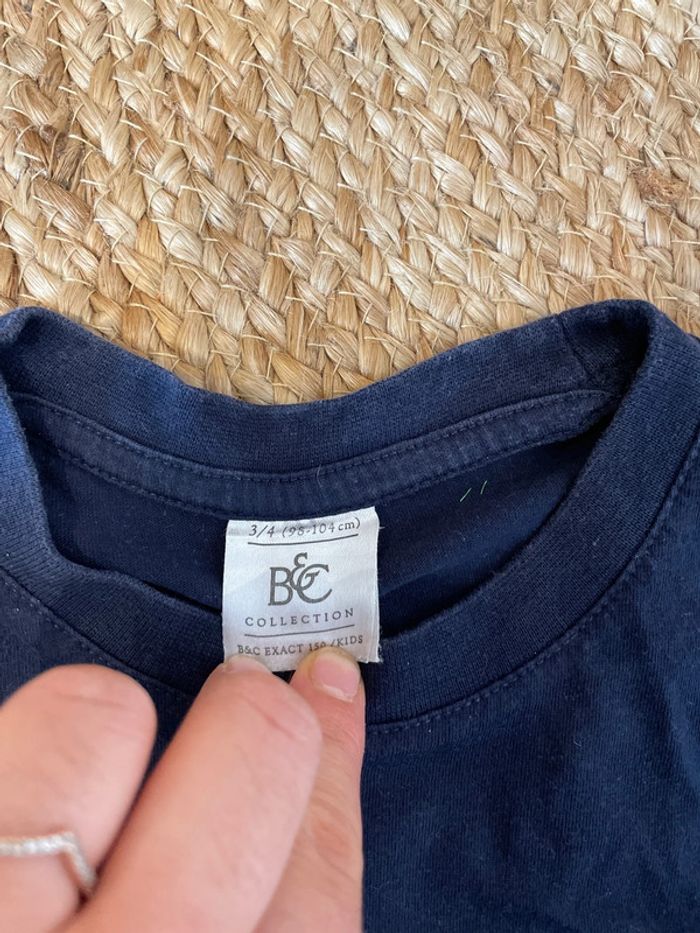 3/4 (98-104 cm)
B&C
COLLECTION
B&C EXACT 150 /KIDS